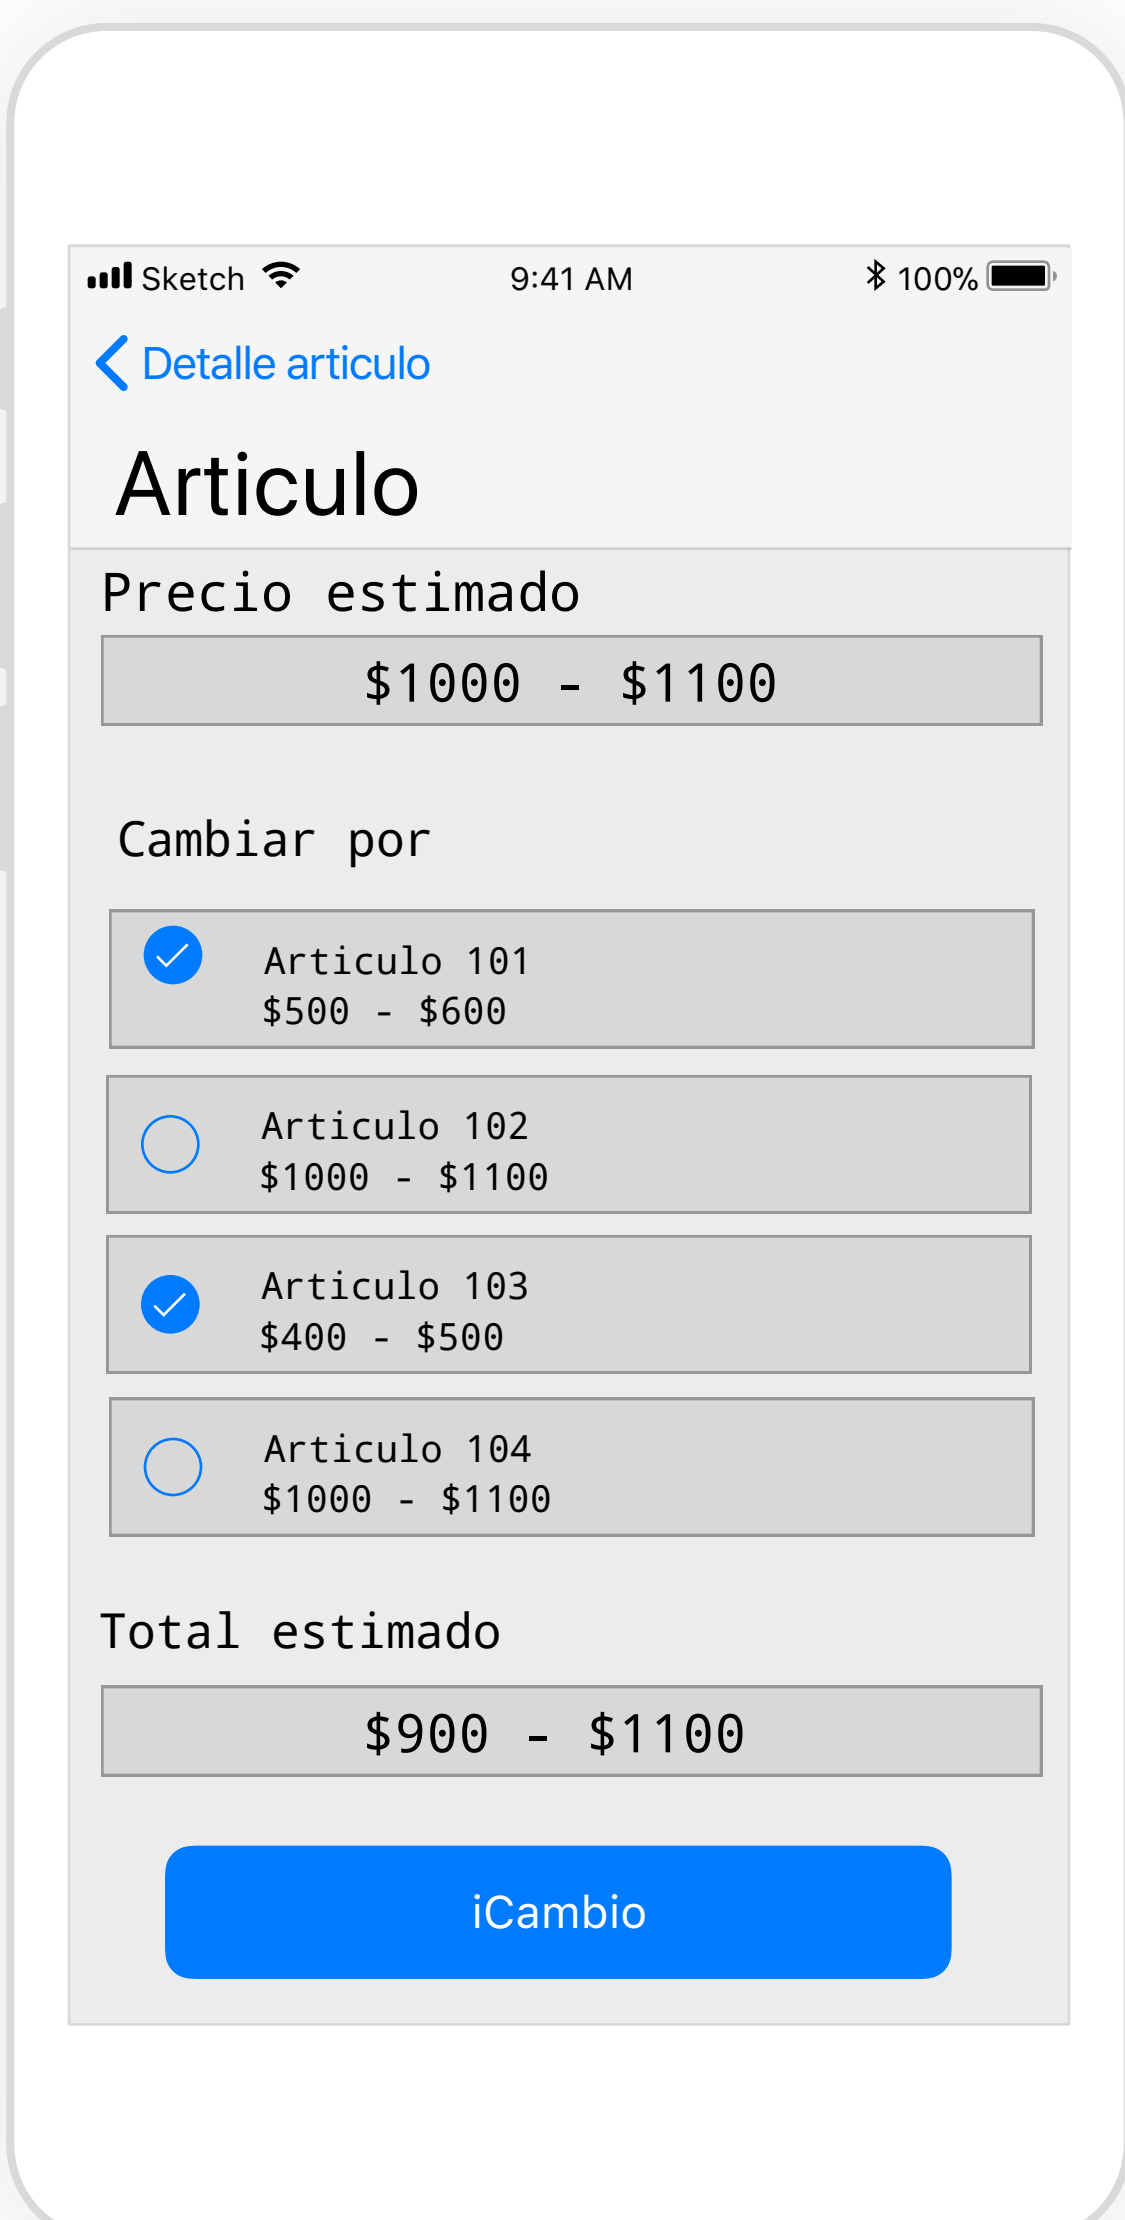 Sketch 9:41 AM 100%
Detalle articulo
Articulo
Precio estimado
$1000 - $1100
Cambiar por
Articulo 101
$500 - $600
Articulo 102
$1000 - $1100
Articulo 103
$400 - $500
Articulo 104
$1000 - $1100
Total estimado
$900 - $1100
iCambio